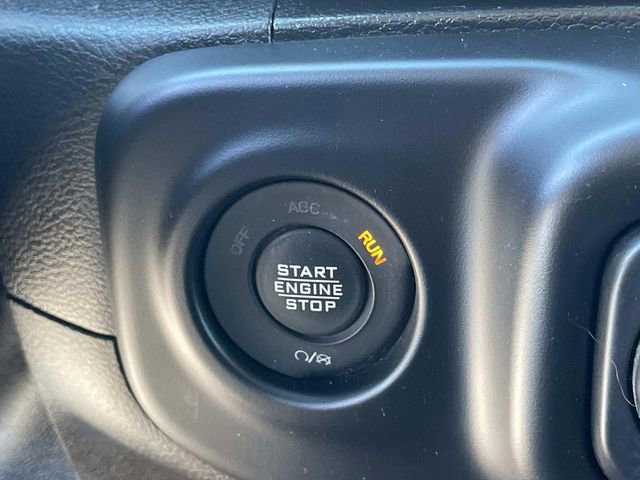 OFF
ACC
RUN
START
ENGINE
STOP